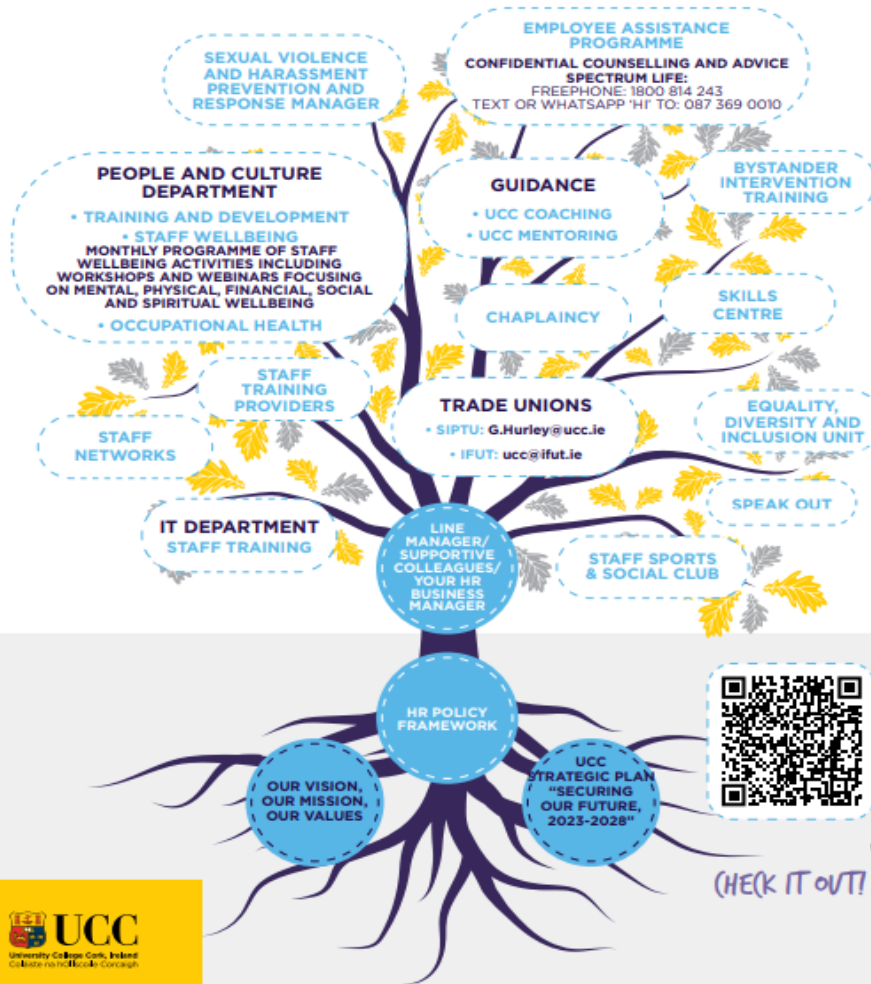 EMPLOYEE ASSISTANCE
PROGRAMME
CONFIDENTIAL COUNSELLING AND ADVICE
SPECTRUM LIFE:
FREEPHONE: 1800 814 243
TEXT OR WHATSAPP 'HI' TO: 087 369 0010
SEXUAL VIOLENCE
AND HARASSMENT
PREVENTION AND
RESPONSE MANAGER
PEOPLE AND CULTURE
DEPARTMENT
• TRAINING AND DEVELOPMENT
• STAFF WELLBEING
MONTHLY PROGRAMME OF STAFF
WELLBEING ACTIVITIES INCLUDING
WORKSHOPS AND WEBINARS FOCUSING
ON MENTAL, PHYSICAL, FINANCIAL, SOCIAL
AND SPIRITUAL WELLBEING
• OCCUPATIONAL HEALTH
GUIDANCE
• UCC COACHING
• UCC MENTORING
BYSTANDER
INTERVENTION
TRAINING
CHAPLAINCY
SKILLS
CENTRE
STAFF
TRAINING
PROVIDERS
TRADE UNIONS
• SIPTU: G.Hurley@ucc.ie
• IFUT: ucc@ifut.ie
EQUALITY,
DIVERSITY AND
INCLUSION UNIT
STAFF
NETWORKS
SPEAK OUT
IT DEPARTMENT
STAFF TRAINING
LINE
MANAGER/
SUPPORTIVE
COLLEAGUES/
YOUR HR
BUSINESS
MANAGER
STAFF SPORTS
& SOCIAL CLUB
HR POLICY
FRAMEWORK
OUR VISION,
OUR MISSION,
OUR VALUES
UCC
STRATEGIC PLAN
“SECURING
OUR FUTURE,
2023-2028”
CHECK IT OUT!
UCC
University College Cork, Ireland
Coláiste na hOllscoile Corcaigh